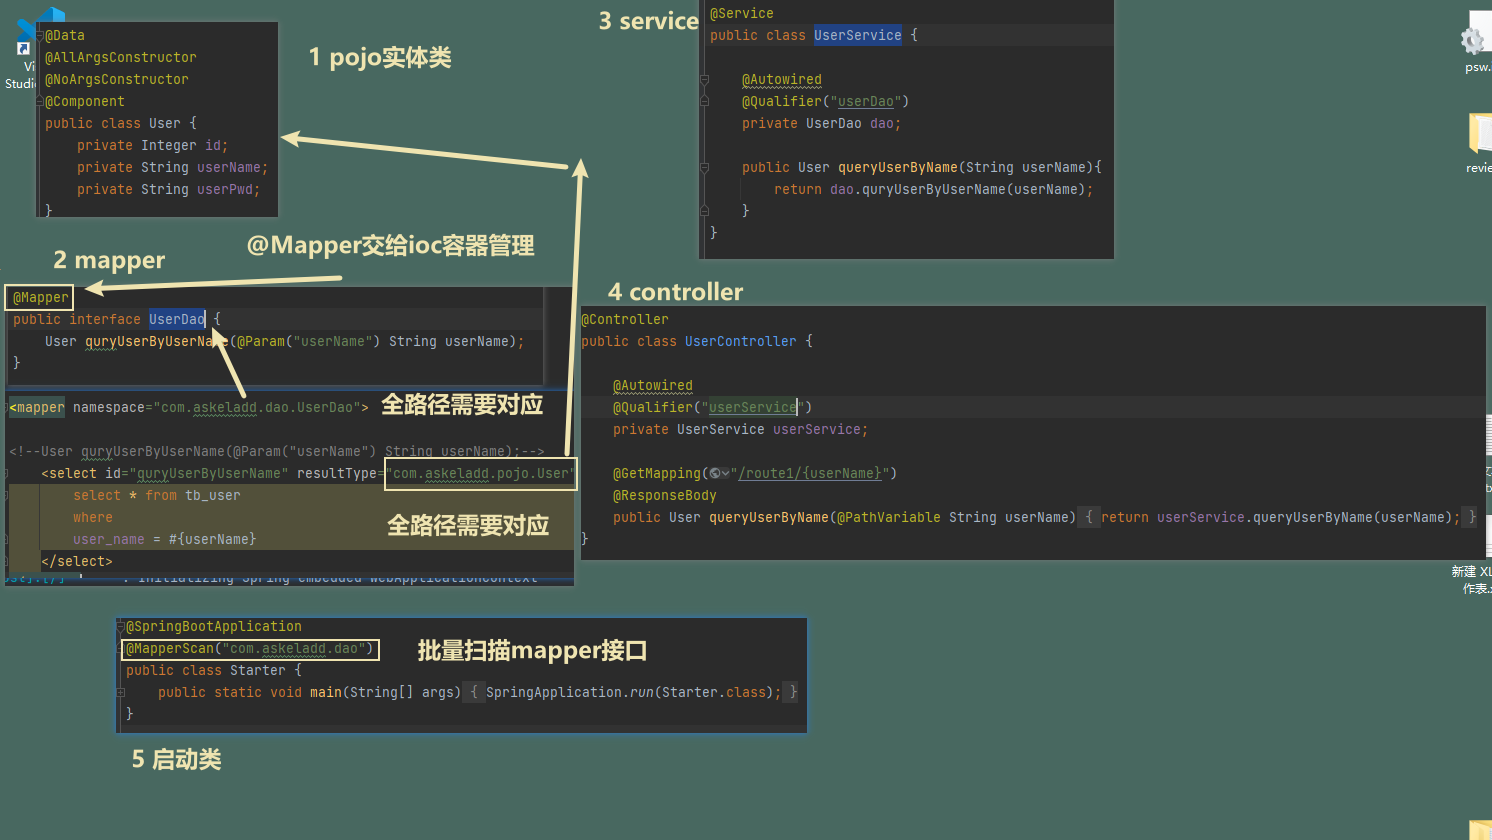 @Data
@AllArgsConstructor
@NoArgsConstructor
@Component
public class User {
private Integer id;
private String userName;
private String userPwd;
}
1 pojo实体类
3 service
@Service
public class UserService {
@Autowired
@Qualifier("userDao")
private UserDao dao;
public User queryUserByName(String userName){
return dao.quryUserByUserName(userName);
}
}
2 mapper
@Mapper交给ioc容器管理
@Mapper
public interface UserDao {
User quryUserByUserName(@Param("userName") String userName);
}
<mapper namespace="com.askeladd.dao.UserDao">
全路径需要对应
<!--User quryUserByUserName(@Param("userName") String userName);-->
<select id="quryUserByUserName" resultType="com.askeladd.pojo.User"
select * from tb_user
where
user_name = #{userName}
</select>
全路径需要对应
: Initializing Spring embedded WebApplicationContext
4 controller
@Controller
public class UserController {
@Autowired
@Qualifier("userService")
private UserService userService;
@GetMapping("/route1/{userName}")
@ResponseBody
public User queryUserByName(@PathVariable String userName) { return userService.queryUserByName(userName); }
}
@SpringBootApplication
@MapperScan("com.askeladd.dao")
批量扫描mapper接口
public class Starter {
public static void main(String[] args) { SpringApplication.run(Starter.class); }
}
5 启动类
Vi
Studi
psw.
revie
新建 XL
作表.x